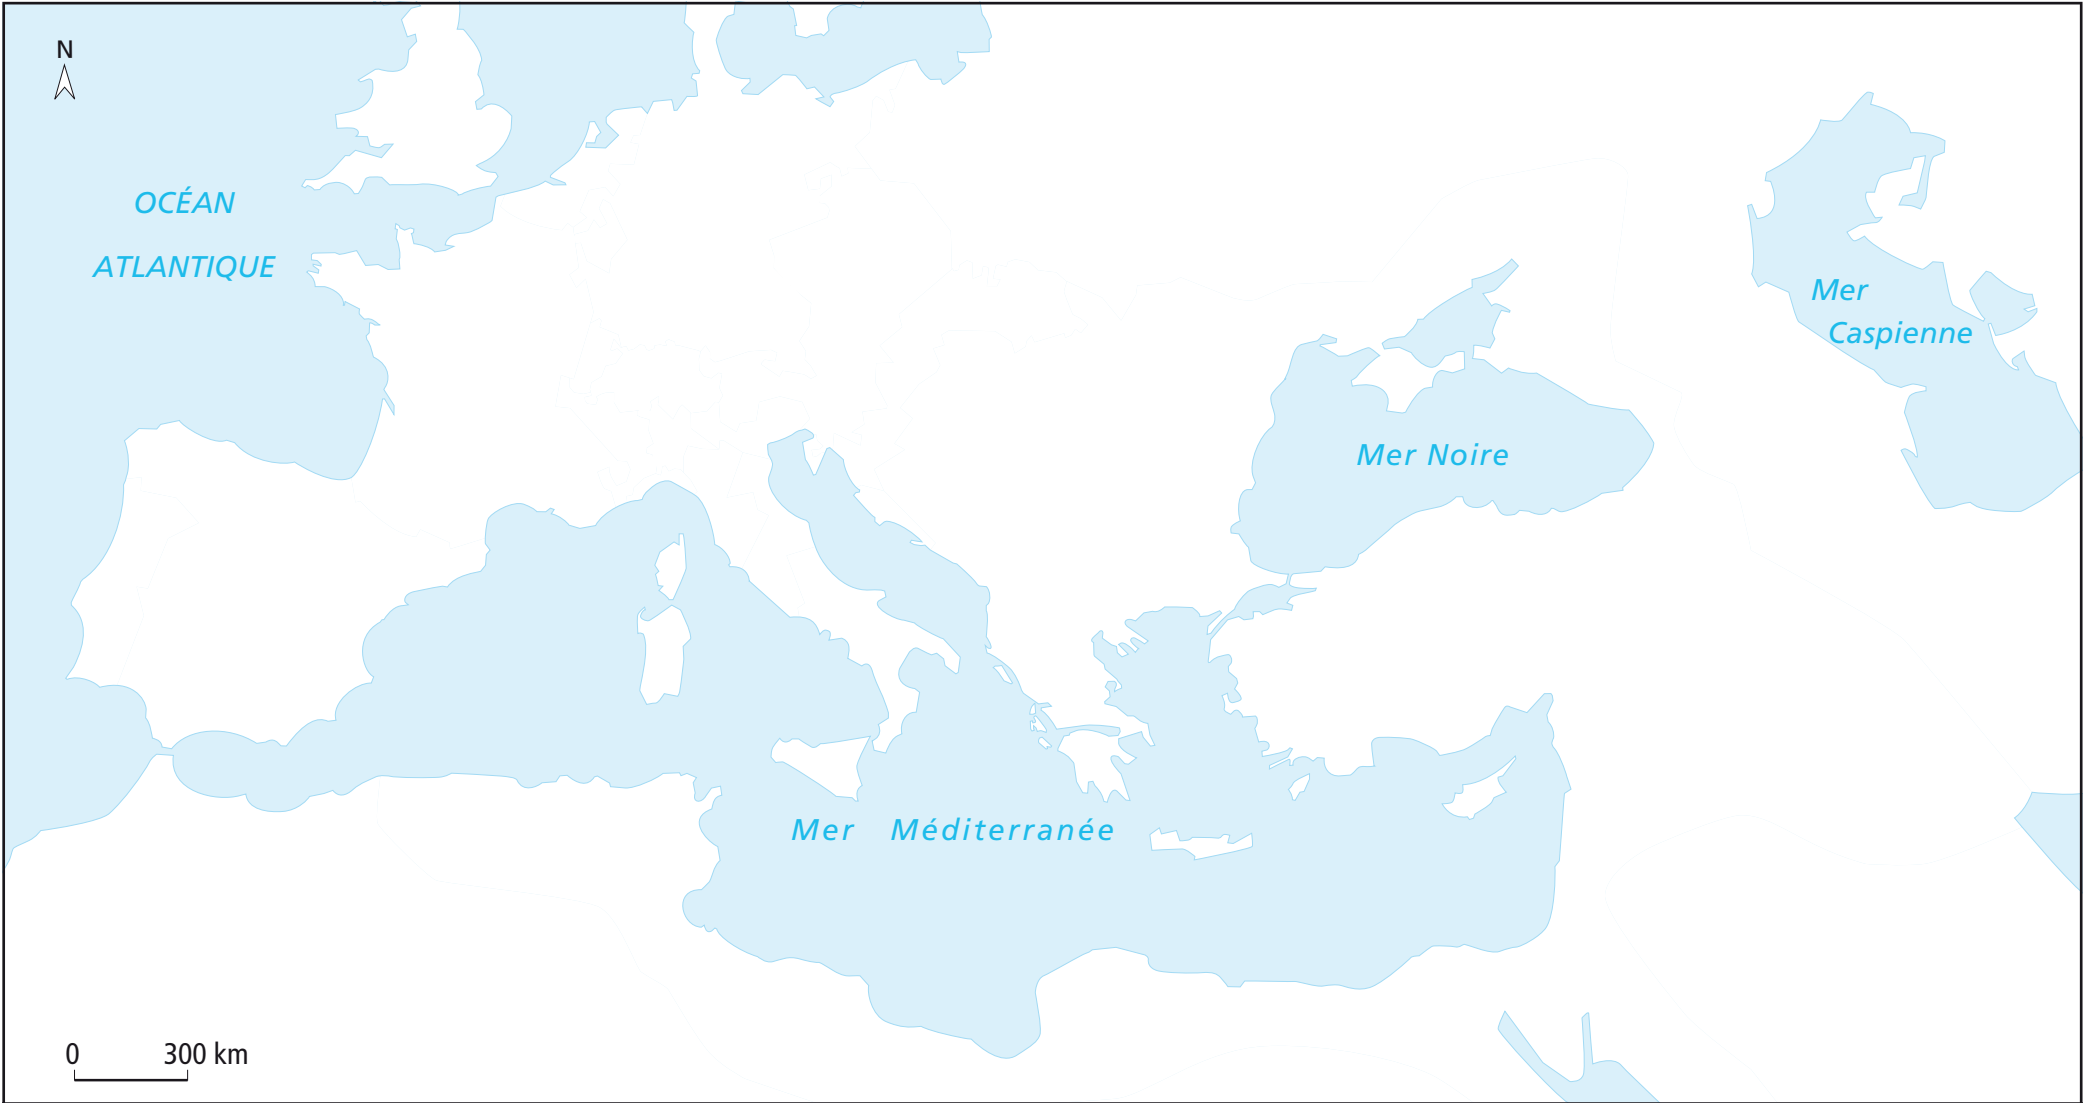 N
OCÉAN
ATLANTIQUE
Mer
Caspienne
Mer Noire
Mer Méditerranée
0 300 km